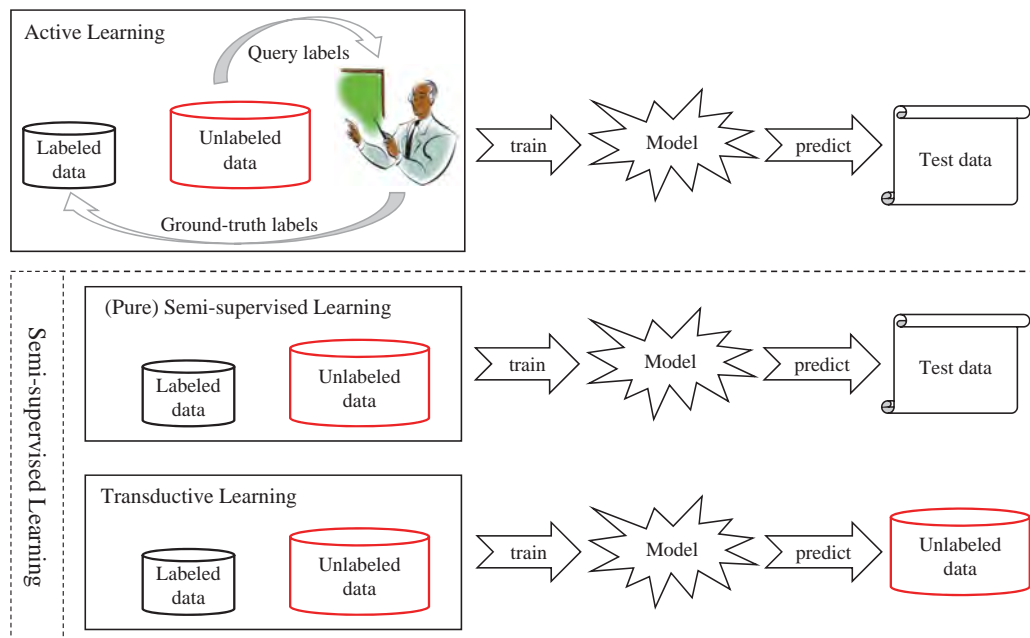 Active Learning
Query labels
Labeled
data
Unlabeled
data
Ground-truth labels
train
Model
predict
Test data
Semi-supervised Learning
(Pure) Semi-supervised Learning
Labeled
data
Unlabeled
data
train
Model
predict
Test data
Transductive Learning
Labeled
data
Unlabeled
data
train
Model
predict
Unlabeled
data